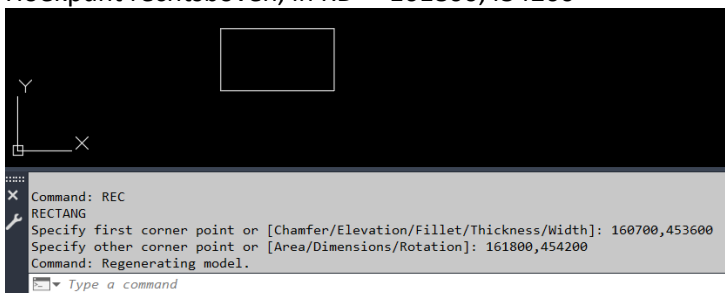 Hoekpunt rechtsboven, in RD = 161800,454200
Y
X
Command: REC
RECTANG
Specify first corner point or [Chamfer/Elevation/Fillet/Thickness/Width]: 160700,453600
Specify other corner point or [Area/Dimensions/Rotation]: 161800,454200
Command: Regenerating model.
Type a command